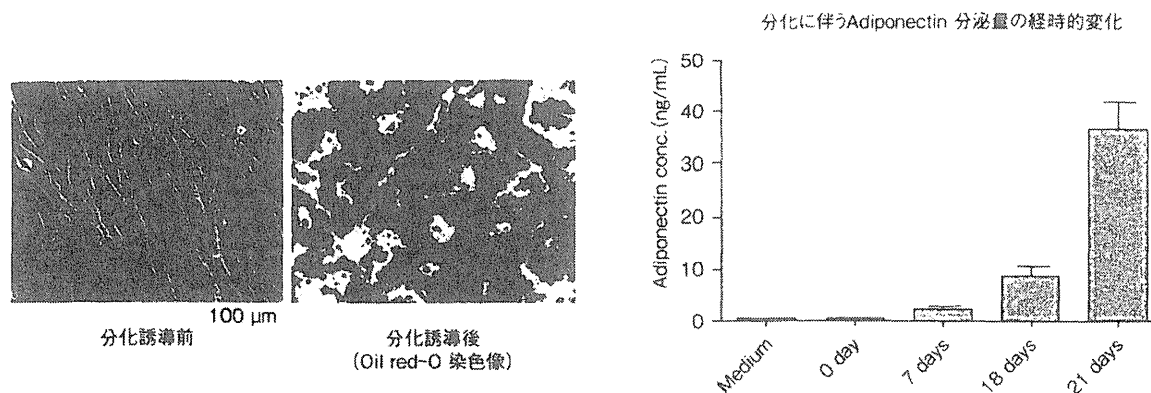 100 μm
分化誘導前
分化誘導後
(Oil red-O 染色像)
分化に伴うAdiponectin 分泌量の経時的変化
Adiponectin conc.(ng/mL)
50
40
30
20
10
0
Medium
0 day
7 days
18 days
21 days